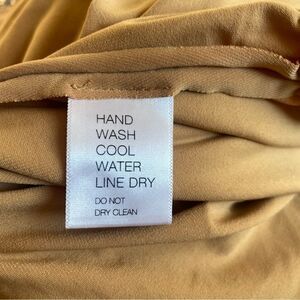 HAND
WASH
COOL
WATER
LINE DRY
DO NOT
DRY CLEAN